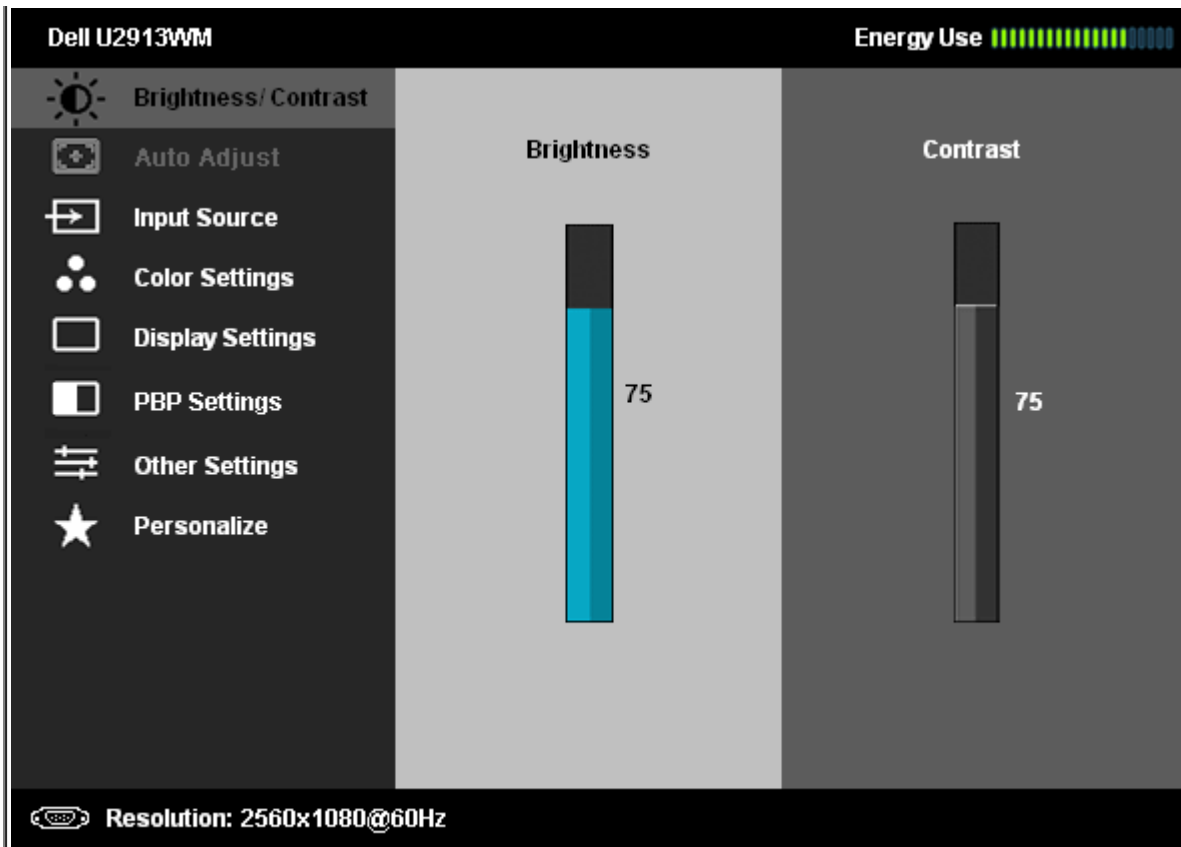 Dell U2913WM
Energy Use
Brightness/Contrast
Auto Adjust
Input Source
Color Settings
Display Settings
PBP Settings
Other Settings
Personalize
Brightness
75
Contrast
75
Resolution: 2560x1080@60Hz